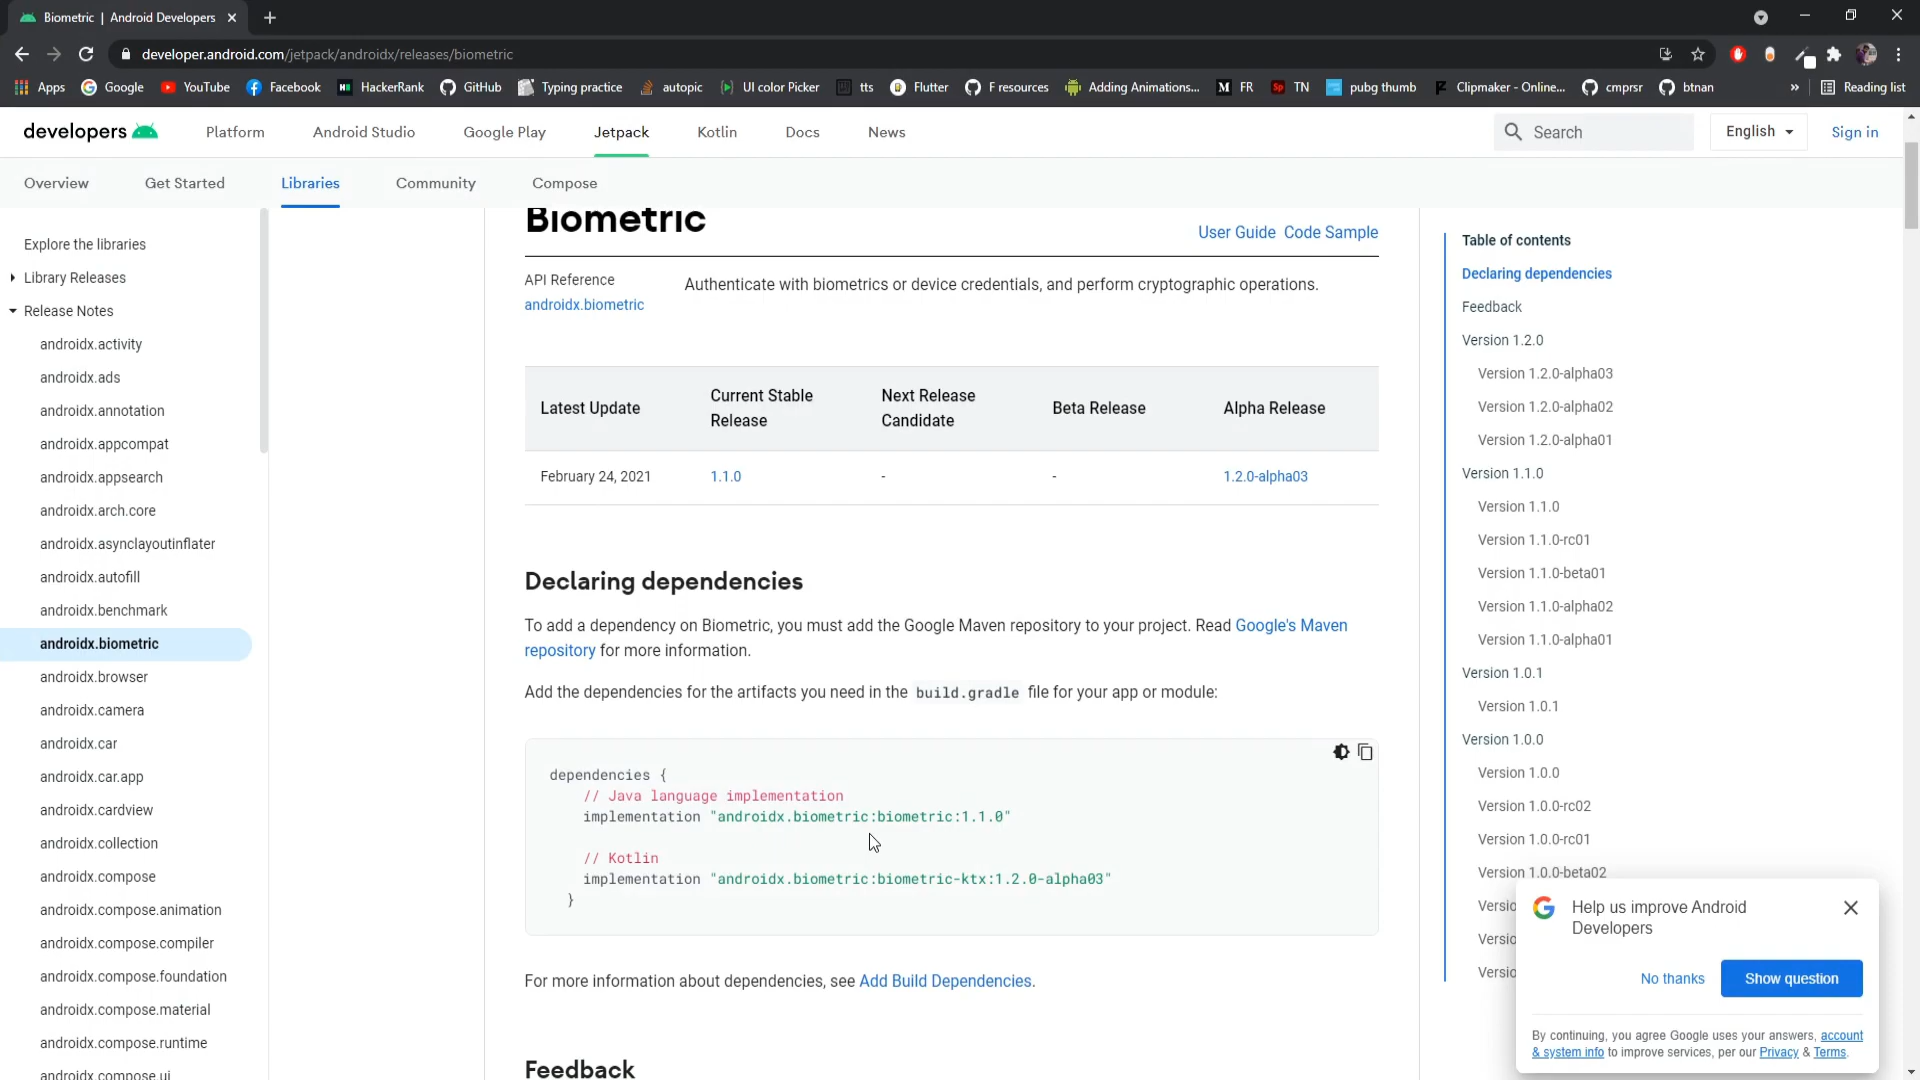 Biometric | Android Developers
developer.android.com/jetpack/androidx/releases/biometric
Apps Google YouTube Facebook HackerRank GitHub Typing practice autopic UI color Picker tts Flutter F resources Adding Animations... FR TN pubg thumb Clipmaker - Online... cmprsr btnan » Reading list
developers Platform Android Studio Google Play Jetpack Kotlin Docs News Search English Sign in
Overview Get Started Libraries Community Compose
Explore the libraries
Library Releases
Release Notes
androidx.activity
androidx.ads
androidx.annotation
androidx.appcompat
androidx.appsearch
androidx.arch.core
androidx.asynclayoutinflater
androidx.autofill
androidx.benchmark
androidx.biometric
androidx.browser
androidx.camera
androidx.car
androidx.car.app
androidx.cardview
androidx.collection
androidx.compose
androidx.compose.animation
androidx.compose.compiler
androidx.compose.foundation
androidx.compose.material
androidx.compose.runtime
androidx.compose.ui
Biometric
User Guide Code Sample
API Reference
androidx.biometric
Authenticate with biometrics or device credentials, and perform cryptographic operations.
Latest Update Current Stable Release Next Release Candidate Beta Release Alpha Release
February 24, 2021 1.1.0 - - 1.2.0-alpha03
Declaring dependencies
To add a dependency on Biometric, you must add the Google Maven repository to your project. Read Google's Maven
repository for more information.
Add the dependencies for the artifacts you need in the build.gradle file for your app or module:
dependencies {
// Java language implementation
implementation "androidx.biometric:biometric:1.1.0"
// Kotlin
implementation "androidx.biometric:biometric-ktx:1.2.0-alpha03"
}
For more information about dependencies, see Add Build Dependencies.
Feedback
Table of contents
Declaring dependencies
Feedback
Version 1.2.0
Version 1.2.0-alpha03
Version 1.2.0-alpha02
Version 1.2.0-alpha01
Version 1.1.0
Version 1.1.0
Version 1.1.0-rc01
Version 1.1.0-beta01
Version 1.1.0-alpha02
Version 1.1.0-alpha01
Version 1.0.1
Version 1.0.1
Version 1.0.0
Version 1.0.0
Version 1.0.0-rc02
Version 1.0.0-rc01
Version 1.0.0-beta02
Versio
Versio
Versio
Help us improve Android
Developers
No thanks Show question
By continuing, you agree Google uses your answers, account
& system info to improve services, per our Privacy & Terms.